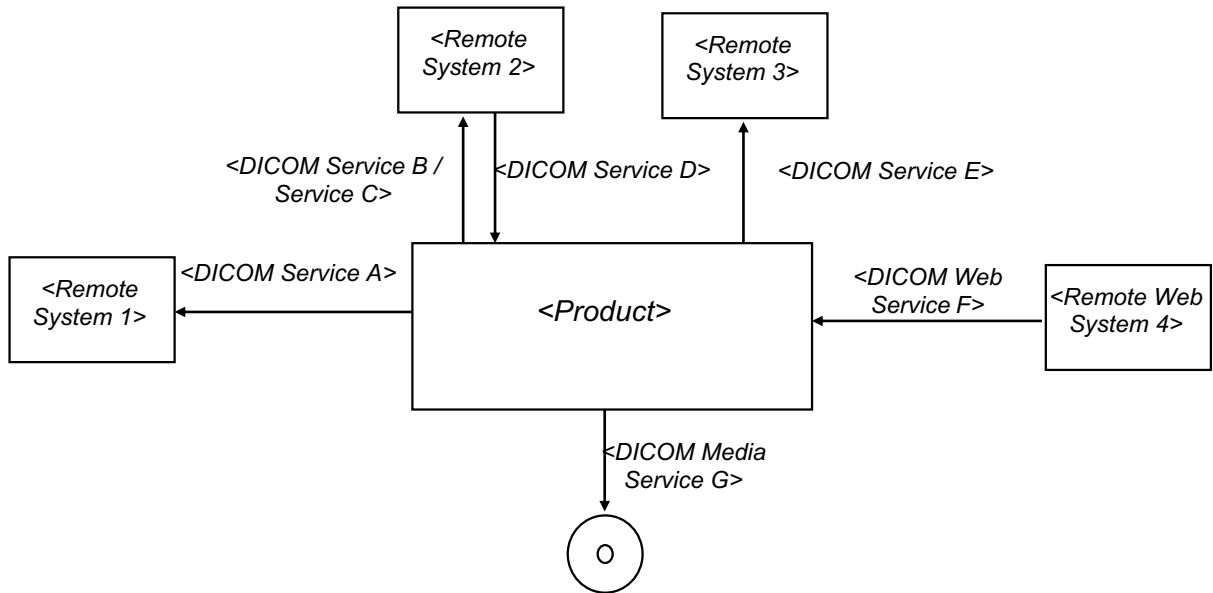 <Remote
System 2>
<Remote
System 3>
<DICOM Service B /
Service C>
<DICOM Service D>
<DICOM Service E>
<Remote
System 1>
<DICOM Service A>
<Product>
<DICOM Web
Service F>
<Remote Web
System 4>
<DICOM Media
Service G>